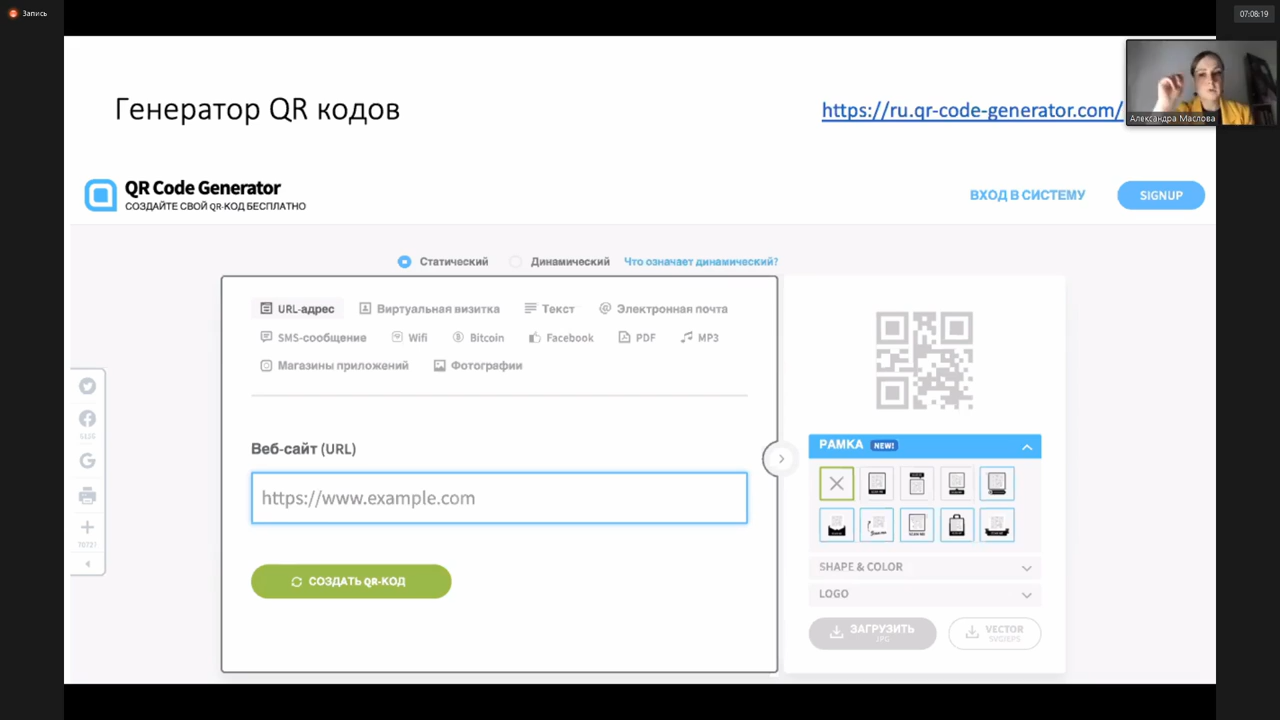 Запись
07:08:19
Генератор QR кодов
https://ru.qr-code-generator.com/
Александра Маслова
QR Code Generator
СОЗДАЙТЕ СВОЙ QR-КОД БЕСПЛАТНО
ВХОД В СИСТЕМУ
SIGNUP
Статический Динамический Что означает динамический?
URL-адрес Виртуальная визитка Текст Электронная почта
SMS-сообщение Wifi Bitcoin Facebook PDF MP3
Магазины приложений Фотографии
Веб-сайт (URL)
https://www.example.com
СОЗДАТЬ QR-КОД
РАМКА NEW!
SHAPE & COLOR
LOGO
ЗАГРУЗИТЬ
JPG
VECTOR
SVG/EPS